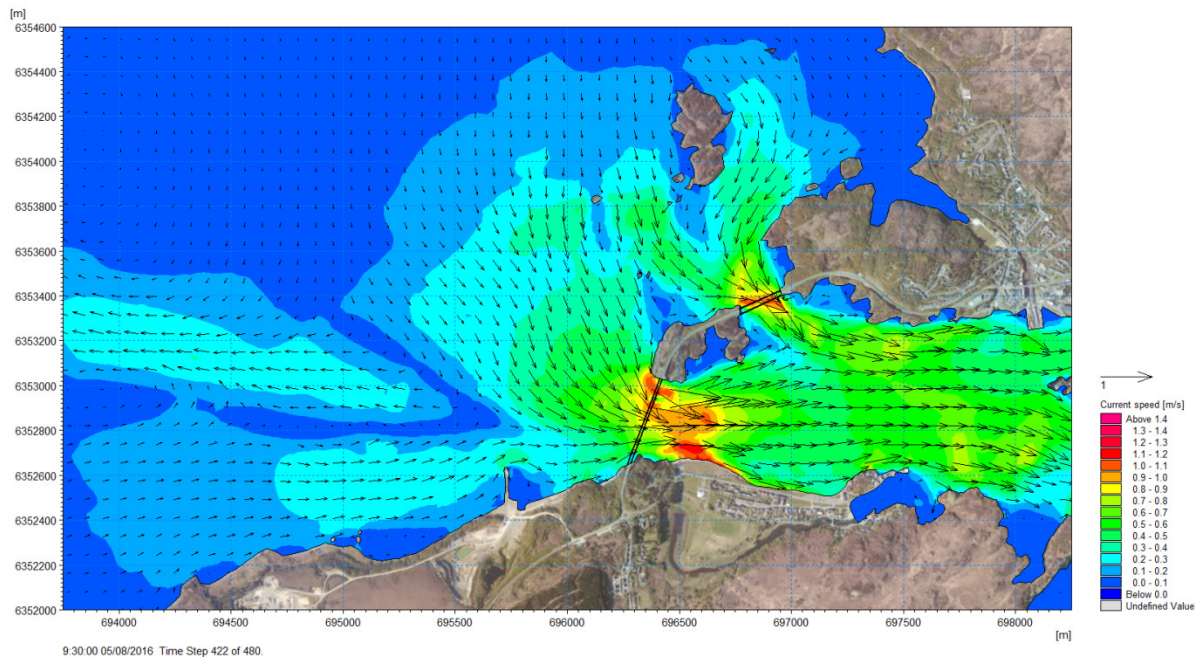 [m]
6354600
6354400
6354200
6354000
6353800
6353600
6353400
6353200
6353000
6352800
6352600
6352400
6352200
6352000
694000 694500 695000 695500 696000 696500 697000 697500 698000
[m]
9:30:00 05/08/2016 Time Step 422 of 480.
1
Current speed [m/s]
Above 1.4
1.3 - 1.4
1.2 - 1.3
1.1 - 1.2
1.0 - 1.1
0.9 - 1.0
0.8 - 0.9
0.7 - 0.8
0.6 - 0.7
0.5 - 0.6
0.4 - 0.5
0.3 - 0.4
0.2 - 0.3
0.1 - 0.2
0.0 - 0.1
Below 0.0
Undefined Value